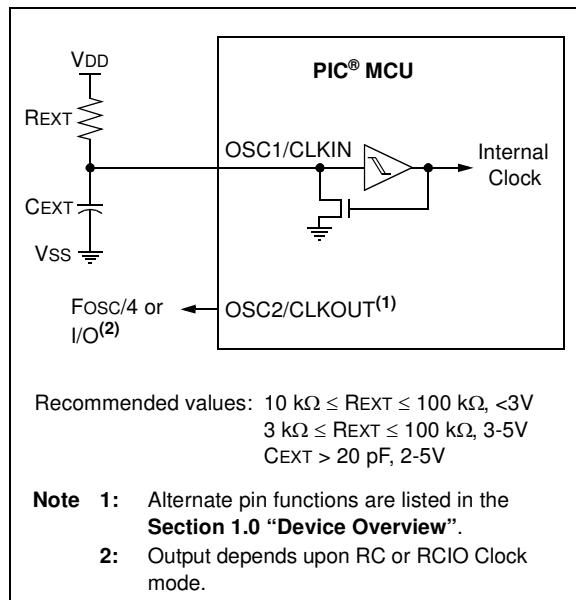 VDD
PIC® MCU
REXT
OSC1/CLKIN
Internal
Clock
CEXT
VSS
FOSC/4 or
I/O(2)
OSC2/CLKOUT(1)
Recommended values: 10 kΩ ≤ REXT ≤ 100 kΩ, <3V
3 kΩ ≤ REXT ≤ 100 kΩ, 3-5V
CEXT > 20 pF, 2-5V
Note 1: Alternate pin functions are listed in the
Section 1.0 “Device Overview”.
2: Output depends upon RC or RCIO Clock
mode.